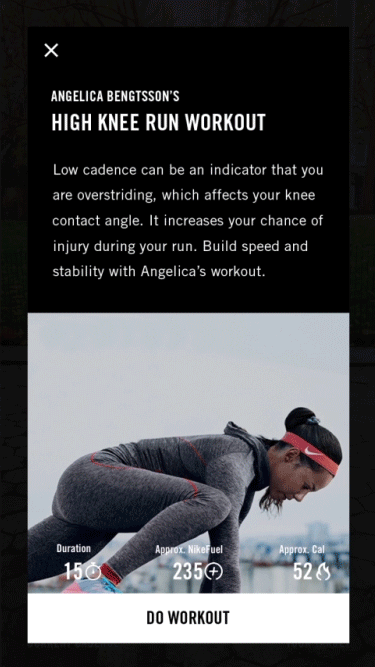 ANGELICA BENGTSSON'S
HIGH KNEE RUN WORKOUT
Low cadence can be an indicator that you
are overstriding, which affects your knee
contact angle. It increases your chance of
injury during your run. Build speed and
stability with Angelica's workout.
Duration
Approx. NikeFuel
Approx. Cal
15
235
52
DO WORKOUT